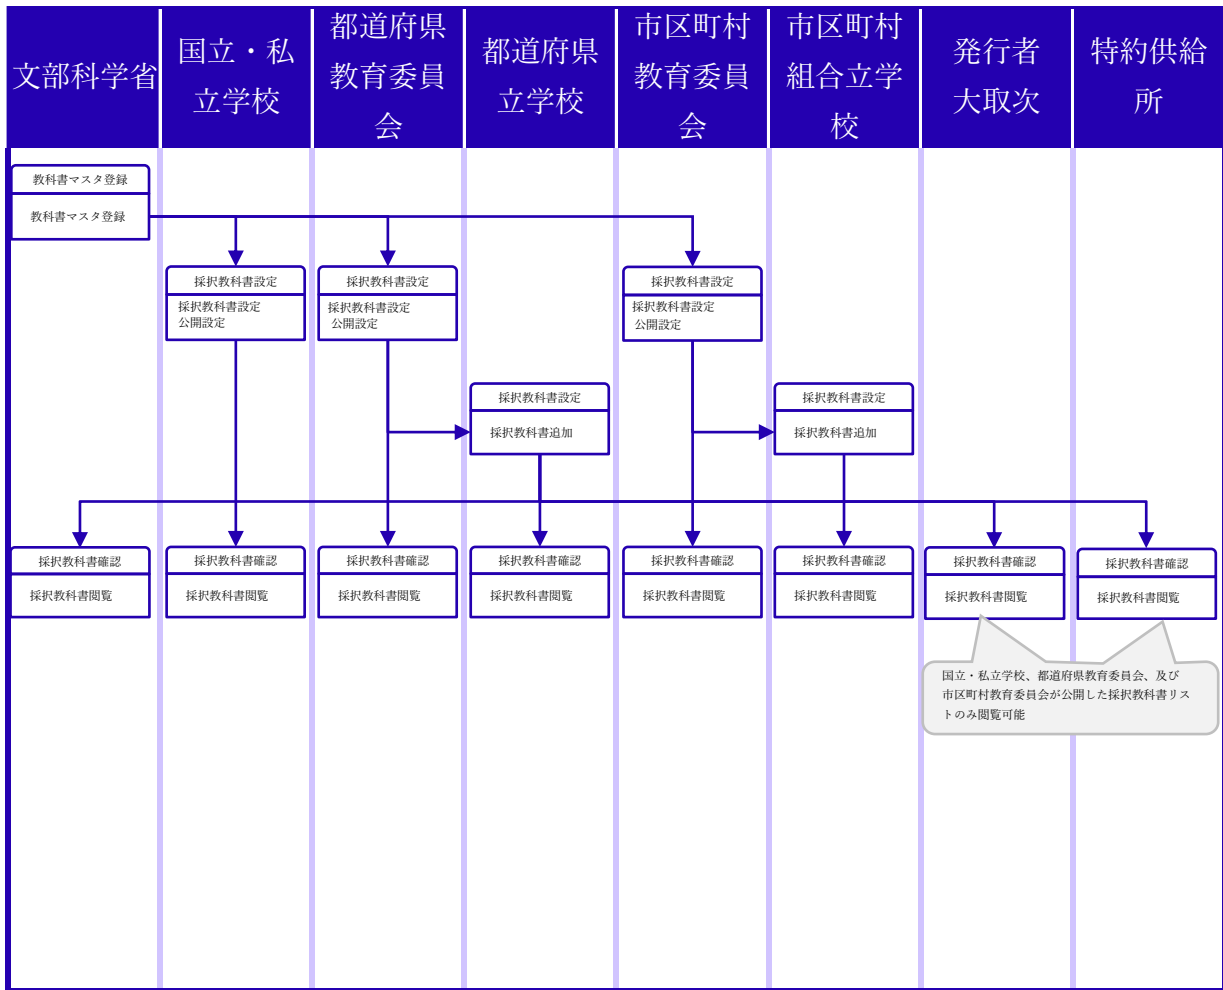 文部科学省
国立・私
立学校
都道府県
教育委員
会
都道府県
立学校
市区町村
教育委員
会
市区町村
組合立学
校
発行者
大取次
特約供給
所
教科書マスタ登録
教科書マスタ登録
採択教科書設定
採択教科書設定
公開設定
採択教科書設定
採択教科書設定
公開設定
採択教科書設定
採択教科書設定
公開設定
採択教科書設定
採択教科書追加
採択教科書設定
採択教科書追加
採択教科書確認
採択教科書閲覧
採択教科書確認
採択教科書閲覧
採択教科書確認
採択教科書閲覧
採択教科書確認
採択教科書閲覧
採択教科書確認
採択教科書閲覧
採択教科書確認
採択教科書閲覧
採択教科書確認
採択教科書閲覧
採択教科書確認
採択教科書閲覧
国立・私立学校、都道府県教育委員会、及び
市区町村教育委員会が公開した採択教科書リス
トのみ閲覧可能